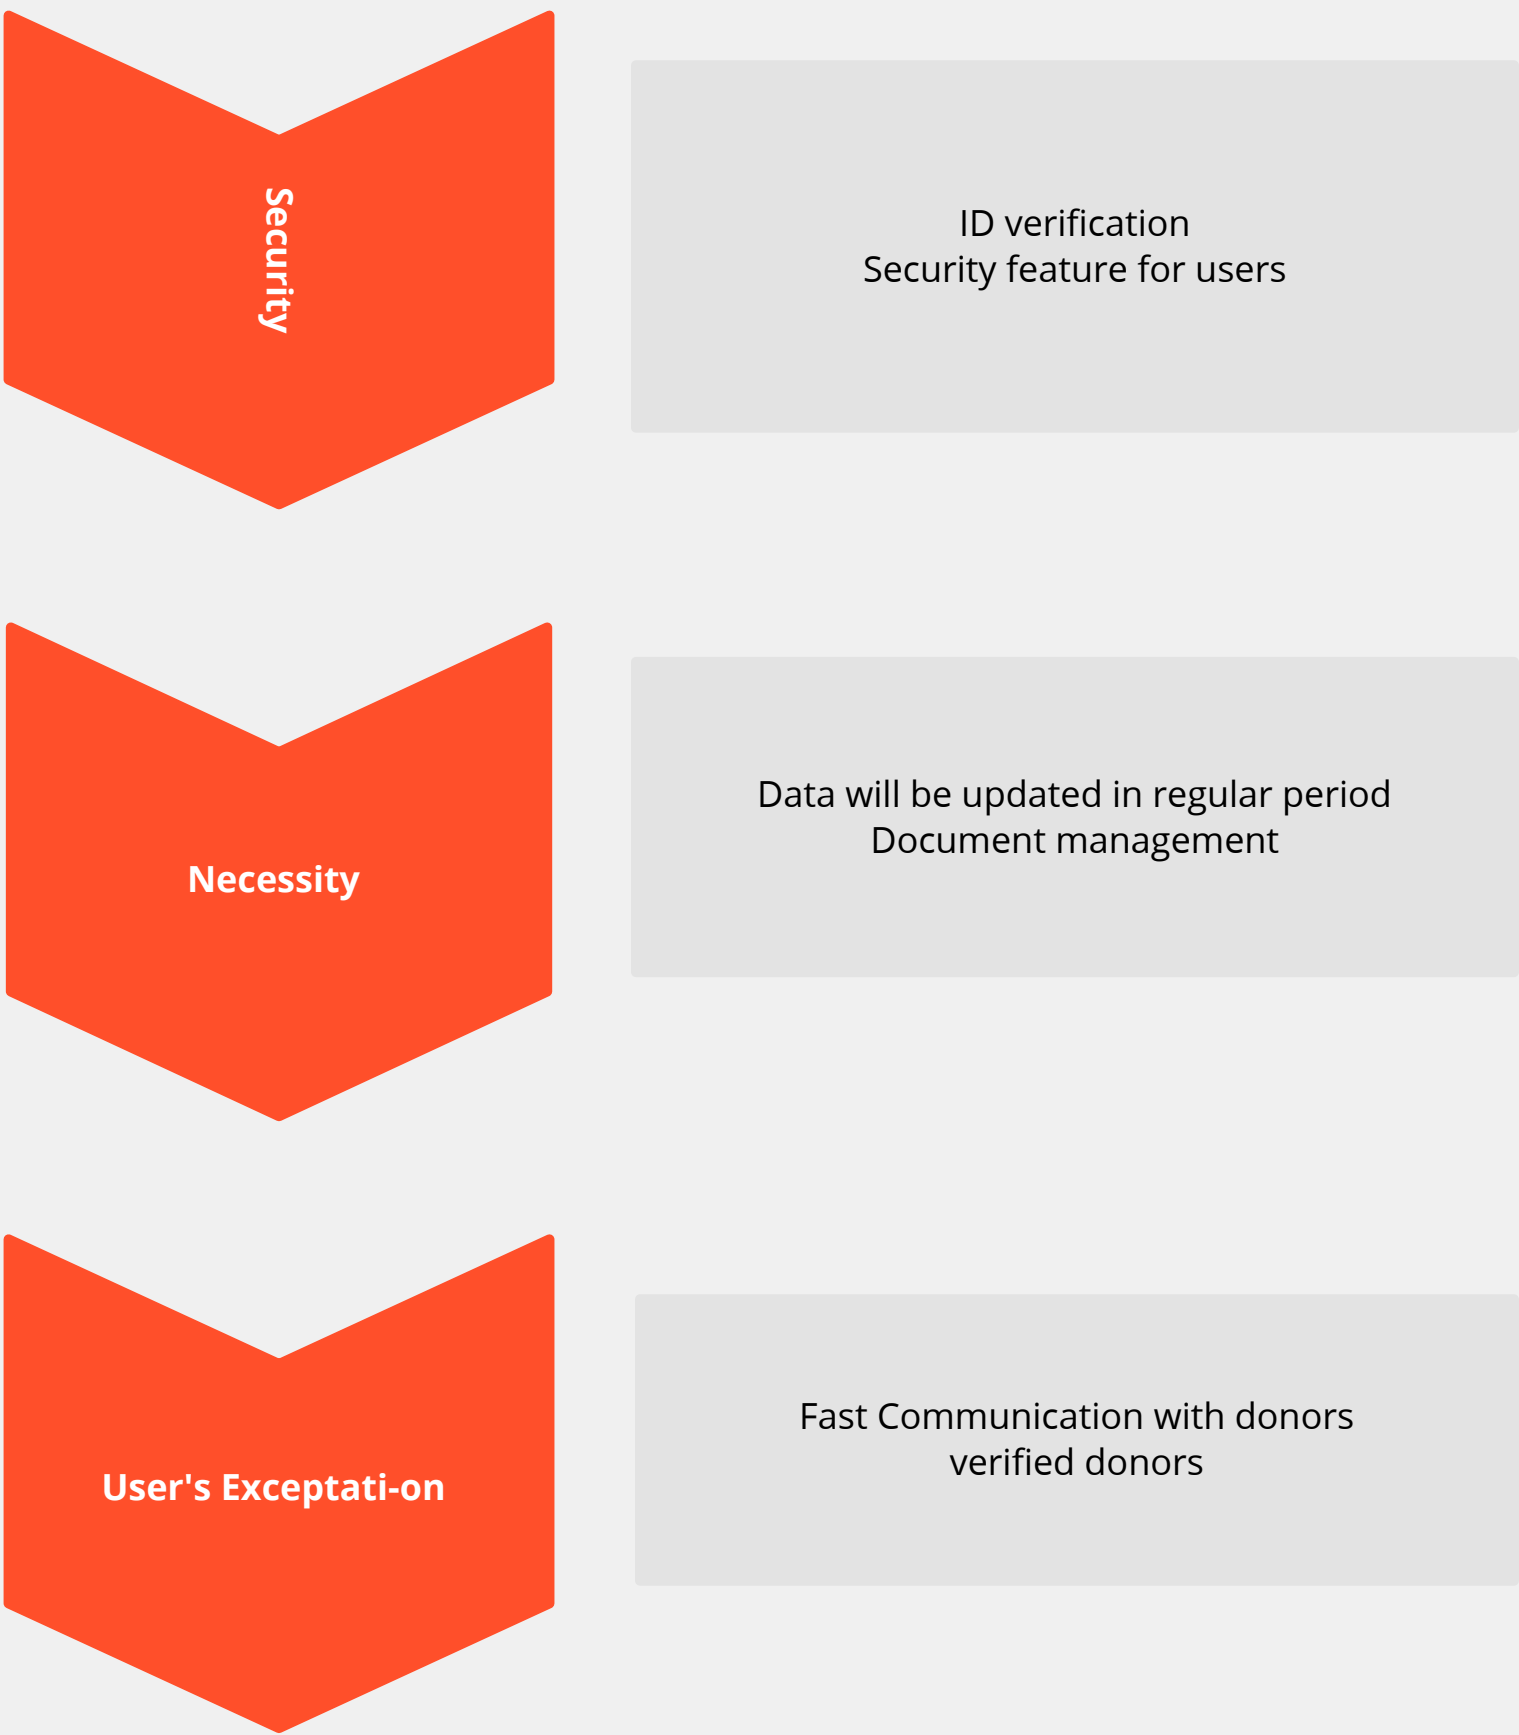 Security
ID verification
Security feature for users
Necessity
Data will be updated in regular period
Document management
User's Exceptati-on
Fast Communication with donors
verified donors